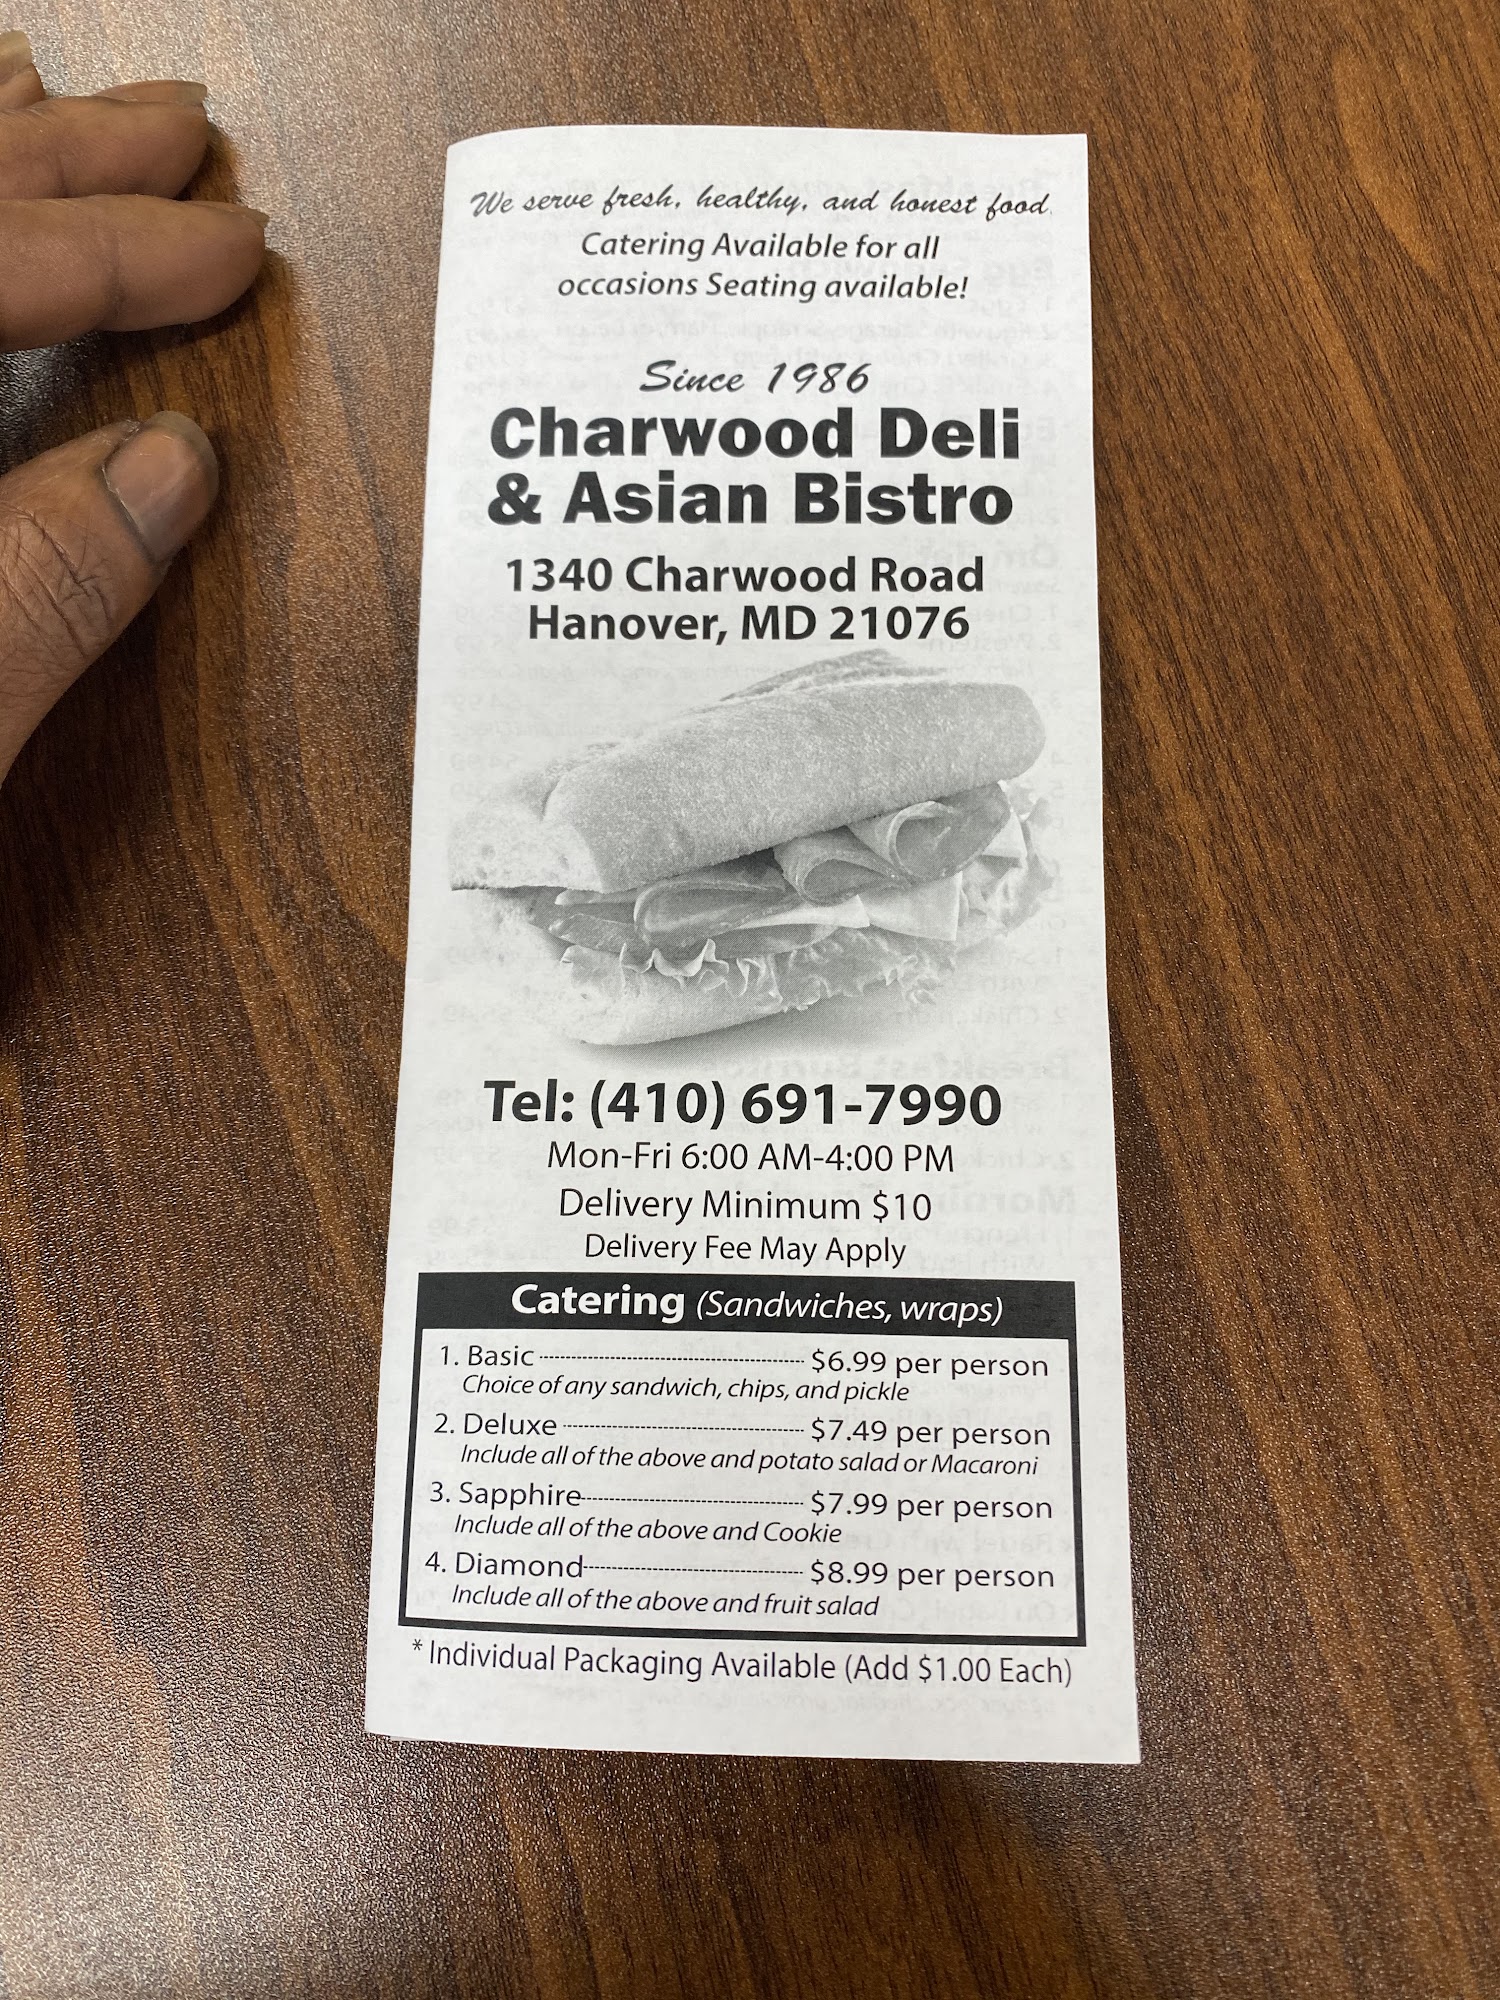 We serve fresh, healthy, and honest food.
Catering Available for all
occasions Seating available!
Since 1986
Charwood Deli
& Asian Bistro
1340 Charwood Road
Hanover, MD 21076
Tel: (410) 691-7990
Mon-Fri 6:00 AM-4:00 PM
Delivery Minimum $10
Delivery Fee May Apply
Catering (Sandwiches, wraps)
1. Basic $6.99 per person
Choice of any sandwich, chips, and pickle
2. Deluxe $7.49 per person
Include all of the above and potato salad or Macaroni
3. Sapphire $7.99 per person
Include all of the above and Cookie
4. Diamond $8.99 per person
Include all of the above and fruit salad
* Individual Packaging Available (Add $1.00 Each)